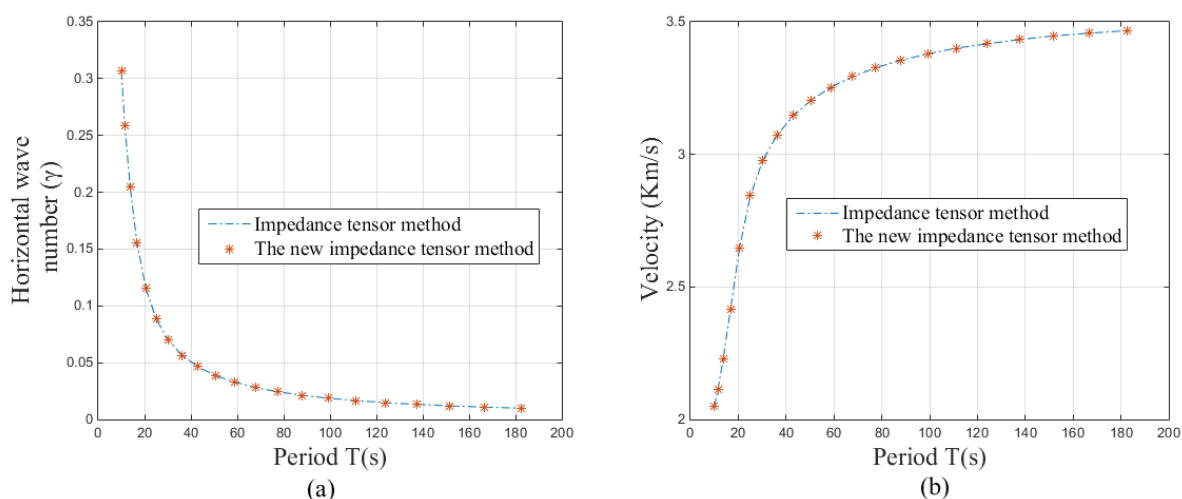 0.35
0.3
0.25
0.2
0.15
0.1
0.05
0
Horizontal wave
number (γ)
Impedance tensor method
The new impedance tensor method
0 20 40 60 80 100 120 140 160 180 200
Period T(s)
(a)
3.5
3
2.5
2
Velocity (Km/s)
Impedance tensor method
The new impedance tensor method
0 20 40 60 80 100 120 140 160 180 200
Period T(s)
(b)